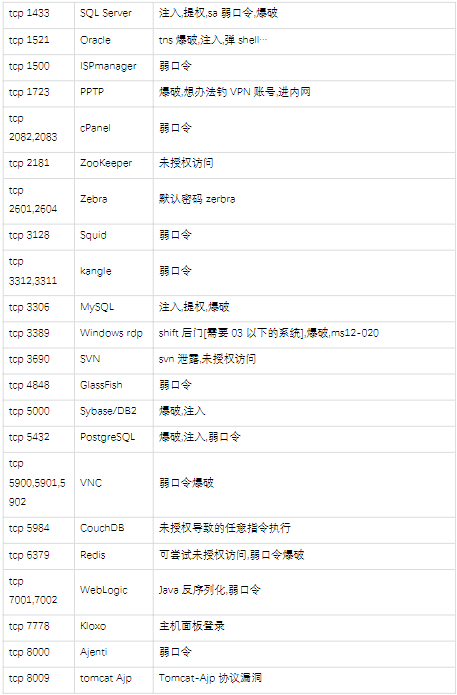 tcp 1433 SQL Server 注入,提权,sa 弱口令,爆破
tcp 1521 Oracle tns 爆破,注入,弹 shell…
tcp 1500 ISPmanager 弱口令
tcp 1723 PPTP 爆破,想办法钓 VPN 账号,进内网
tcp
2082,2083 cPanel 弱口令
tcp 2181 ZooKeeper 未授权访问
tcp
2601,2604 Zebra 默认密码 zerbra
tcp 3128 Squid 弱口令
tcp
3312,3311 kangle 弱口令
tcp 3306 MySQL 注入,提权,爆破
tcp 3389 Windows rdp shift 后门[需要 03 以下的系统],爆破,ms12-020
tcp 3690 SVN svn 泄露,未授权访问
tcp 4848 GlassFish 弱口令
tcp 5000 Sybase/DB2 爆破,注入
tcp 5432 PostgreSQL 爆破,注入,弱口令
tcp
5900,5901,5
902 VNC 弱口令爆破
tcp 5984 CouchDB 未授权导致的任意指令执行
tcp 6379 Redis 可尝试未授权访问,弱口令爆破
tcp
7001,7002 WebLogic Java 反序列化,弱口令
tcp 7778 Kloxo 主机面板登录
tcp 8000 Ajenti 弱口令
tcp 8009 tomcat Ajp Tomcat-Ajp 协议漏洞